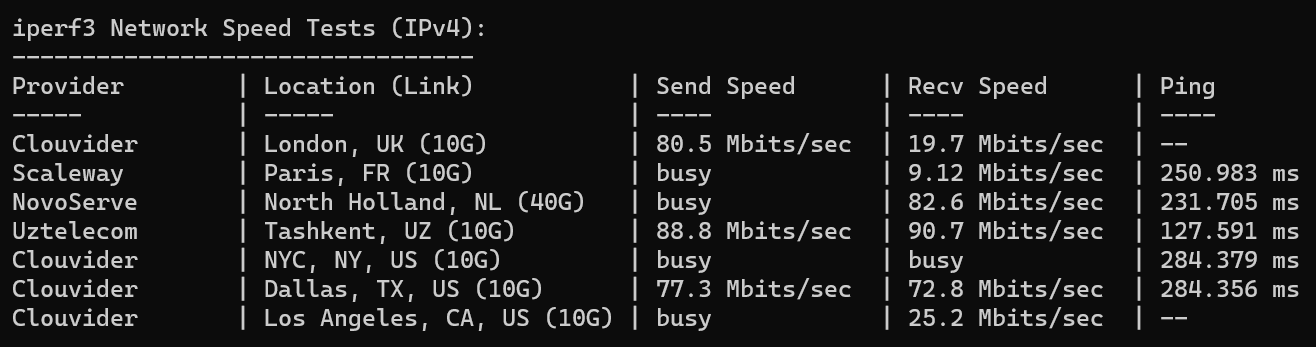 iperf3 Network Speed Tests (IPv4):
---------------------------------
Provider        | Location (Link)           | Send Speed      | Recv Speed      | Ping
-----           | -----                     | ----            | ----            | ----
Clouvider       | London, UK (10G)          | 80.5 Mbits/sec  | 19.7 Mbits/sec  | --
Scaleway        | Paris, FR (10G)           | busy            | 9.12 Mbits/sec  | 250.983 ms
NovoServe       | North Holland, NL (40G)   | busy            | 82.6 Mbits/sec  | 231.705 ms
Uztelecom       | Tashkent, UZ (10G)        | 88.8 Mbits/sec  | 90.7 Mbits/sec  | 127.591 ms
Clouvider       | NYC, NY, US (10G)         | busy            | busy            | 284.379 ms
Clouvider       | Dallas, TX, US (10G)      | 77.3 Mbits/sec  | 72.8 Mbits/sec  | 284.356 ms
Clouvider       | Los Angeles, CA, US (10G) | busy            | 25.2 Mbits/sec  | --